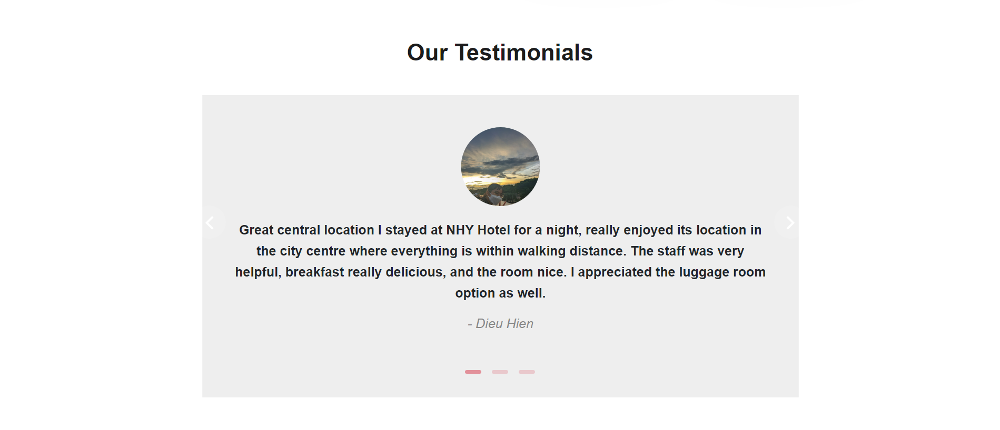 Our Testimonials
Great central location I stayed at NHY Hotel for a night, really enjoyed its location in
the city centre where everything is within walking distance. The staff was very
helpful, breakfast really delicious, and the room nice. I appreciated the luggage room
option as well.
- Dieu Hien